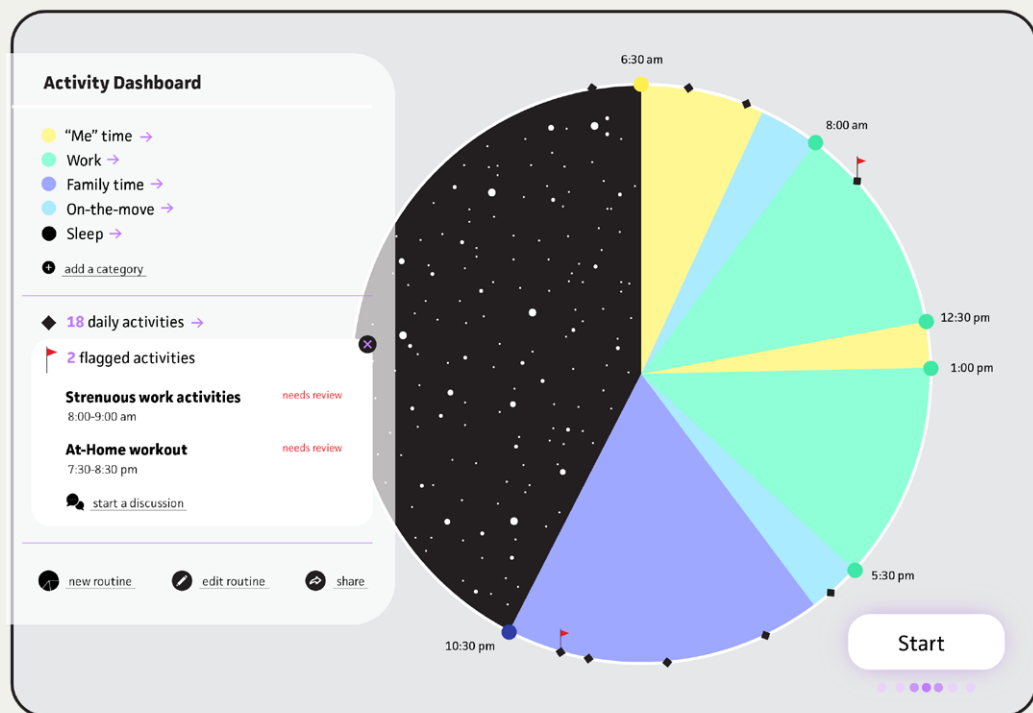 Activity Dashboard
“Me” time
Work
Family time
On-the-move
Sleep
add a category
18 daily activities
2 flagged activities
Strenuous work activities
needs review
8:00-9:00 am
At-Home workout
needs review
7:30-8:30 pm
start a discussion
new routine
edit routine
share
6:30 am
8:00 am
12:30 pm
1:00 pm
5:30 pm
10:30 pm
Start